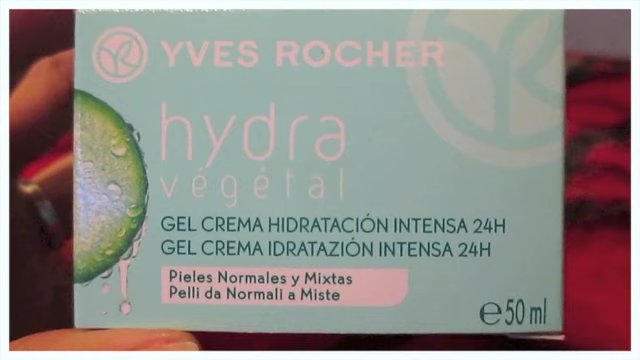 YVES ROCHER
hydra
végétal
GEL CREMA HIDRATACIÓN INTENSA 24H
GEL CREMA IDRATAZIÓN INTENSA 24H
Pieles Normales y Mixtas
Pelli da Normali a Miste
℮ 50 ml